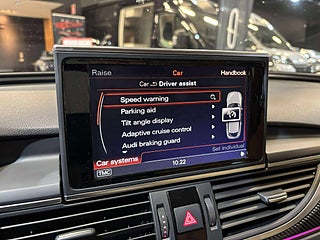 Raise Car Handbook
Car Driver assist
Speed warning
Parking aid
Tilt angle display
Adaptive cruise control
Audi braking guard
Set individual
Car systems
TMC 10:22